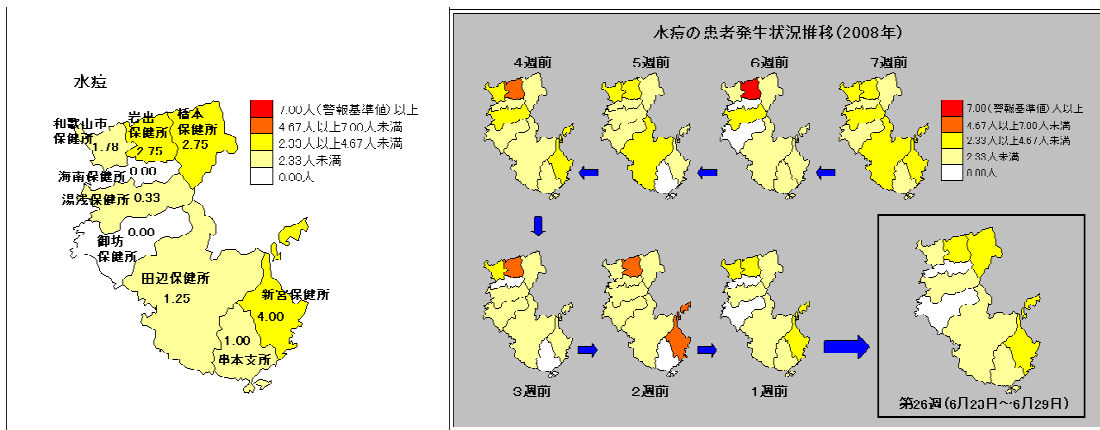 水痘
7.00人(警報基準値)以上
4.67人以上7.00人未満
2.33人以上4.67人未満
2.33人未満
0.00人
和歌山市
保健所
1.78
岩出
保健所
2.75
橋本
保健所
2.75
海南保健所
0.00
湯浅保健所
0.33
御坊
保健所
0.00
田辺保健所
1.25
新宮保健所
4.00
1.00
串本支所
水痘の患者発生状況推移(2008年)
4週前
5週前
6週前
7週前
7.00(警報基準値)人以上
4.67人以上7.00人未満
2.33人以上4.67人未満
2.33人未満
0.00人
3週前
2週前
1週前
第26週(6月23日～6月29日)